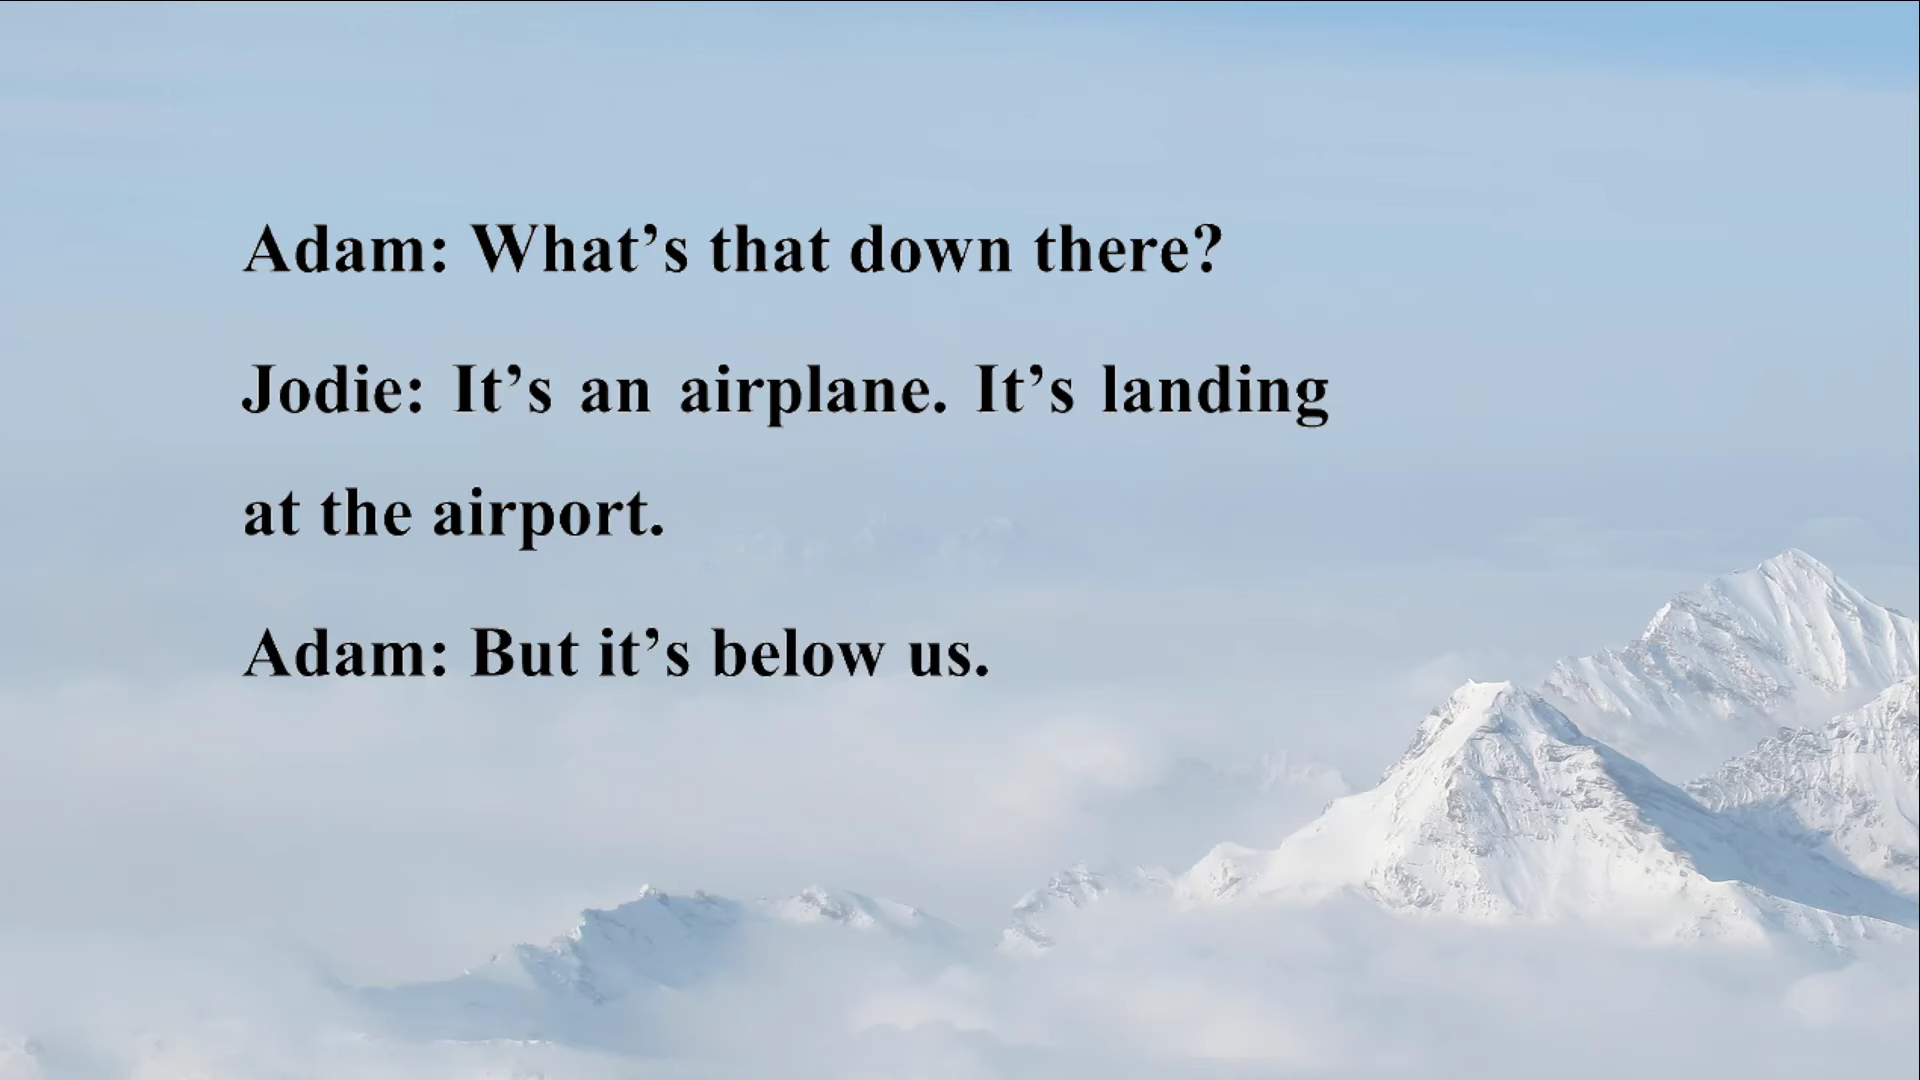 Adam: What’s that down there?
Jodie: It’s an airplane. It’s landing
at the airport.
Adam: But it’s below us.